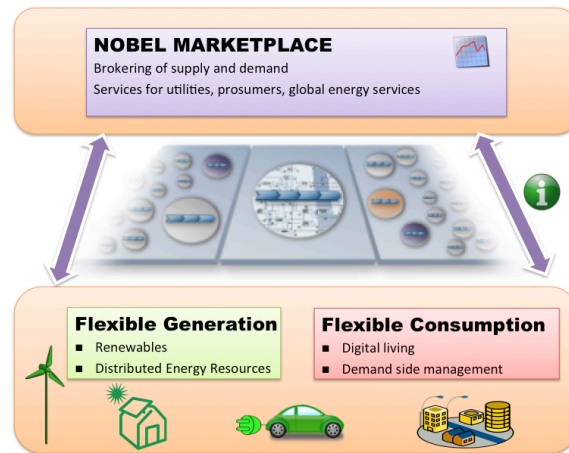 NOBEL MARKETPLACE
Brokering of supply and demand
Services for utilities, prosumers, global energy services
Flexible Generation
■ Renewables
■ Distributed Energy Resources
Flexible Consumption
■ Digital living
■ Demand side management